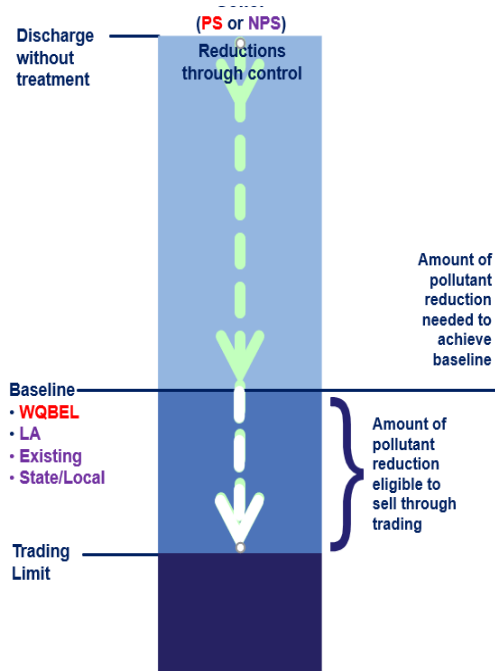 (PS or NPS)
Discharge
without
treatment
Reductions
through control
Amount of
pollutant
reduction
needed to
achieve
baseline
Baseline
• WQBEL
• LA
• Existing
• State/Local
Amount of
pollutant
reduction
eligible to
sell through
trading
Trading
Limit